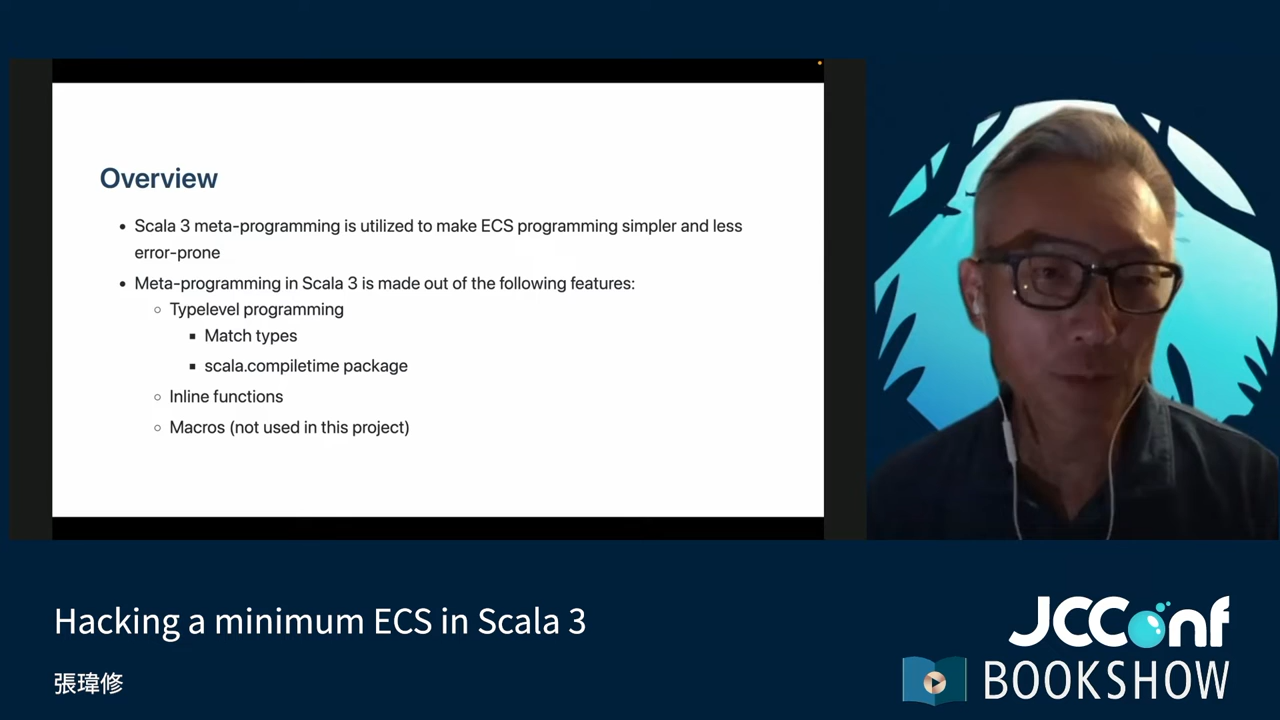 Overview
• Scala 3 meta-programming is utilized to make ECS programming simpler and less
error-prone
• Meta-programming in Scala 3 is made out of the following features:
◦ Typelevel programming
▪ Match types
▪ scala.compiletime package
◦ Inline functions
◦ Macros (not used in this project)
Hacking a minimum ECS in Scala 3
張瑋修
JCConf
BOOKSHOW